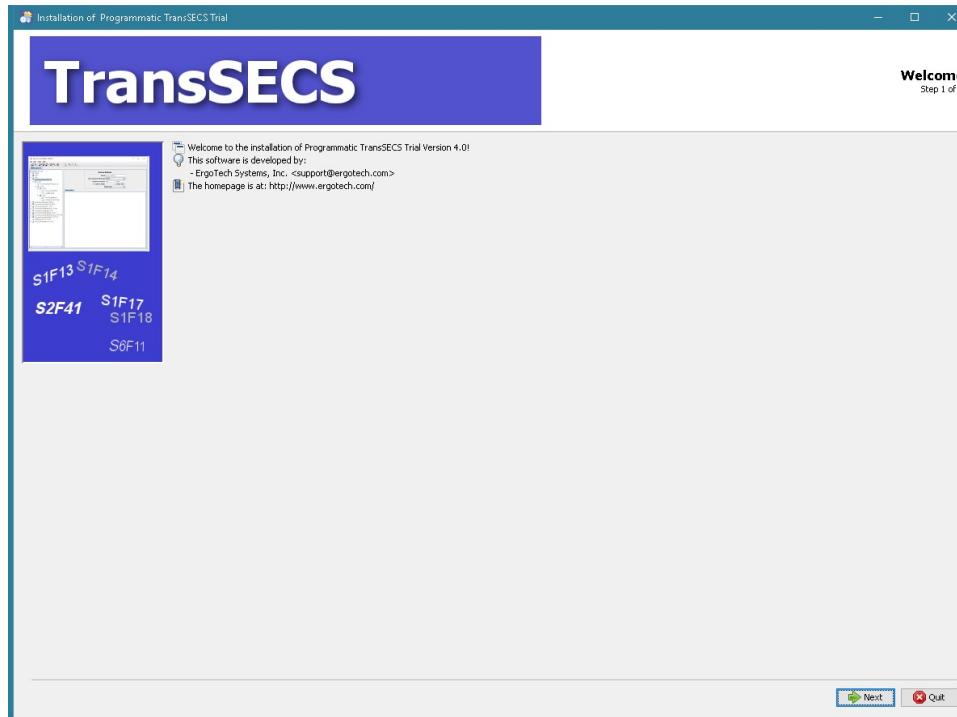 Installation of Programmatic TransSECS Trial
TransSECS
Welcome
Step 1 of
Welcome to the installation of Programmatic TransSECS Trial Version 4.0!
This software is developed by:
- ErgoTech Systems, Inc. <support@ergotech.com>
The homepage is at: http://www.ergotech.com/
S1F13 S1F14
S2F41 S1F17
S1F18
S6F11
Next Quit